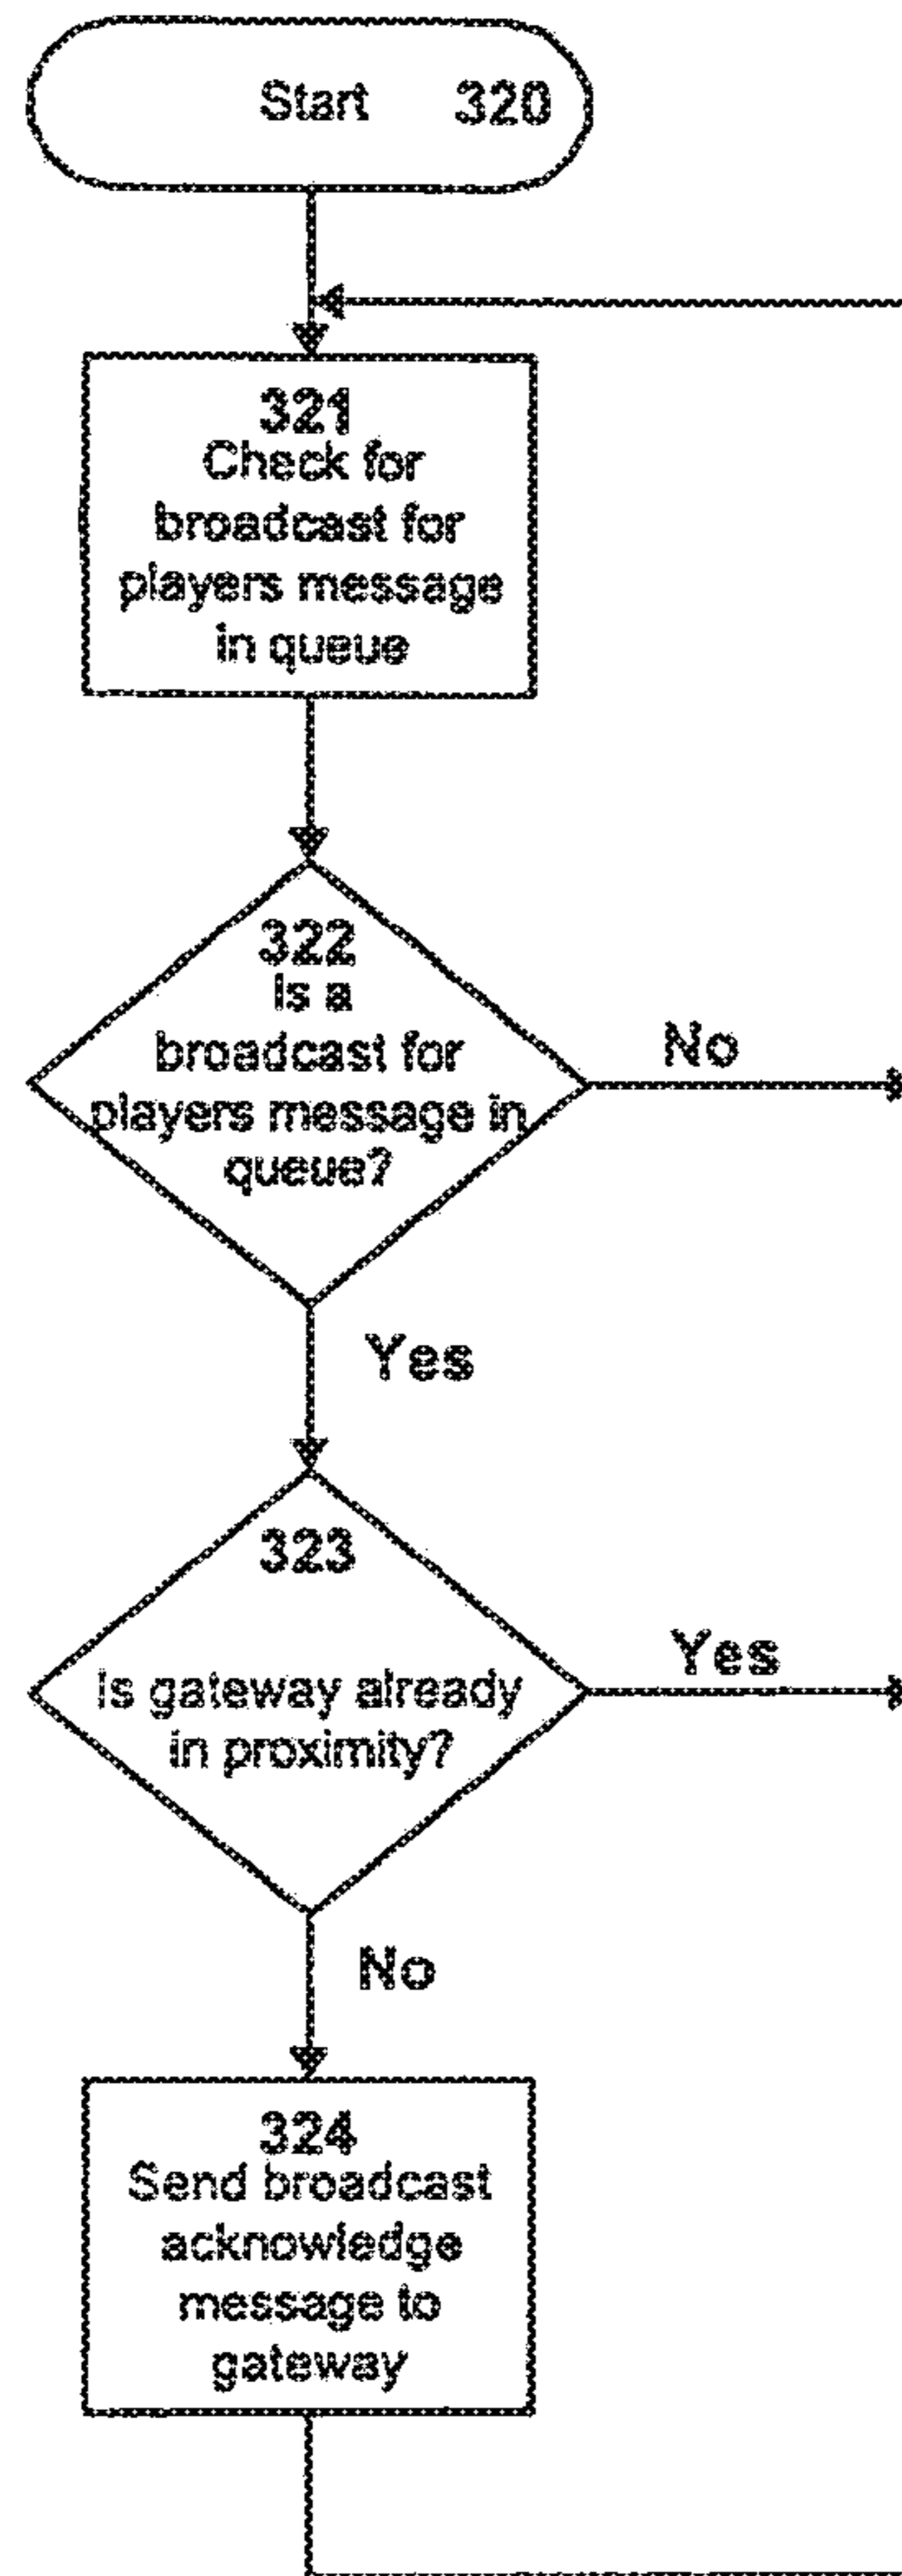 Start 320
321
Check for
broadcast for
players message
in queue
322
Is a
broadcast for
players message in
queue?
No
Yes
323
Is gateway already
in proximity?
Yes
No
324
Send broadcast
acknowledge
message to
gateway